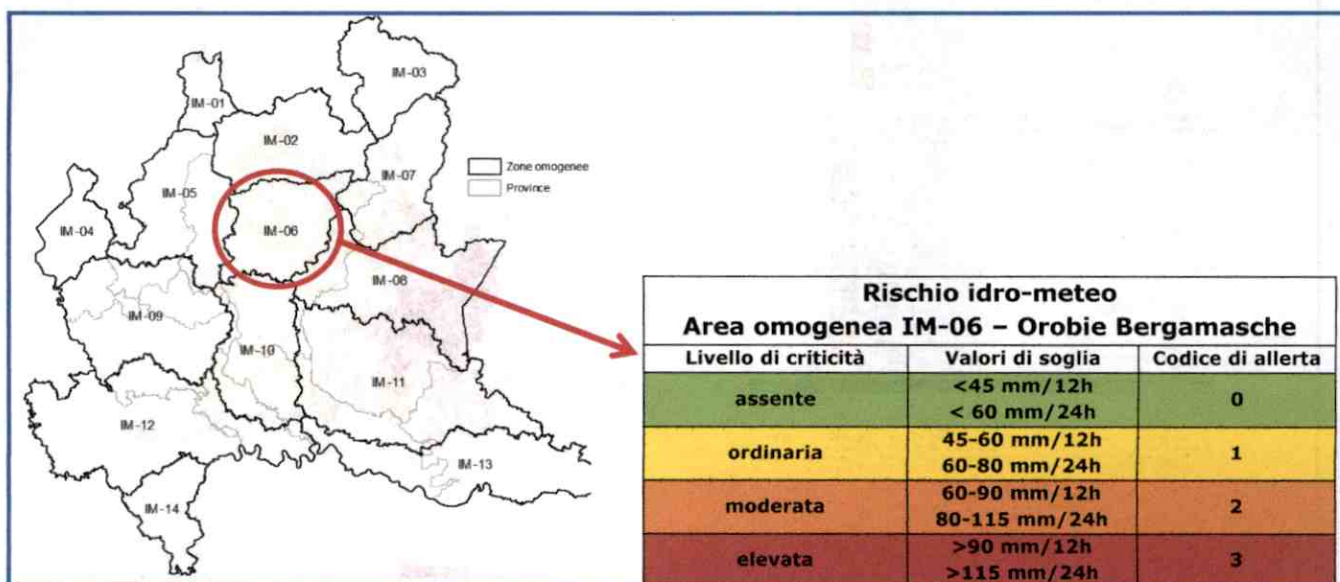 IM-03
IM-01
IM-02
Zone omogenee
Province
IM-07
IM-05
IM-04
IM-06
IM-08
IM-09
IM-10
IM-11
IM-12
IM-13
IM-14
Rischio idro-meteo
Area omogenea IM-06 – Orobie Bergamasche
Livello di criticità Valori di soglia Codice di allerta
assente <45 mm/12h 0
< 60 mm/24h
ordinaria 45-60 mm/12h 1
60-80 mm/24h
moderata 60-90 mm/12h 2
80-115 mm/24h
elevata >90 mm/12h 3
>115 mm/24h